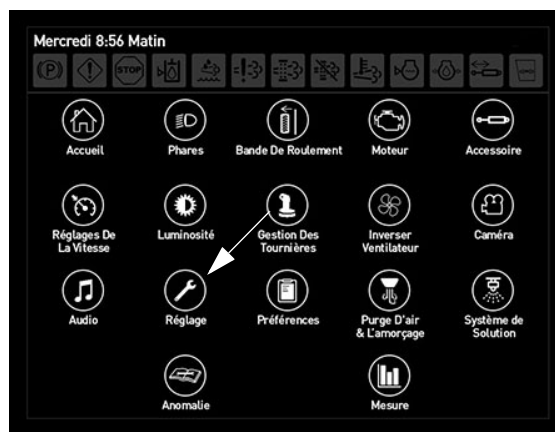 Mercredi 8:56 Matin
STOP
Accueil
Phares
Bande De Roulement
Moteur
Accessoire
Réglages De
La Vitesse
Luminosité
Gestion Des
Tournières
Inverser
Ventilateur
Caméra
Audio
Réglage
Préférences
Purge D'air
& L'amorçage
Système de
Solution
Anomalie
Mesure